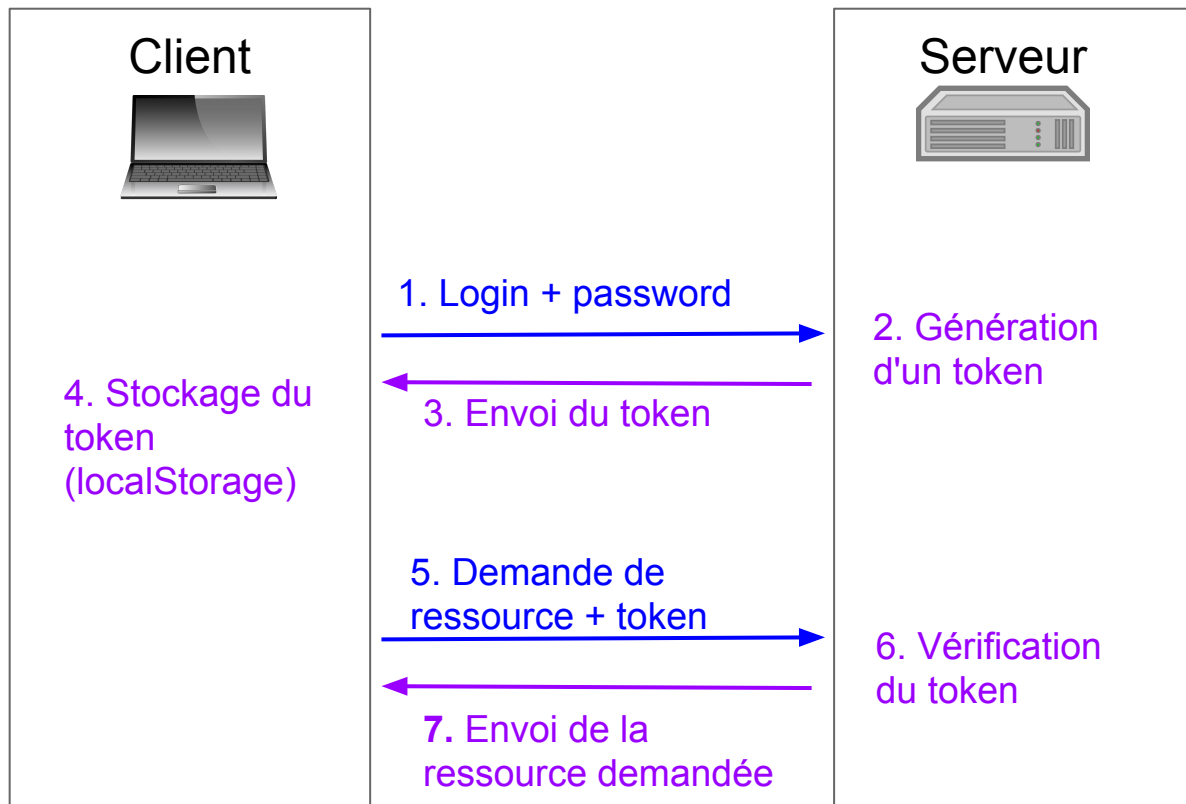 Client
Serveur
1. Login + password
2. Génération
d'un token
3. Envoi du token
4. Stockage du
token
(localStorage)
5. Demande de
ressource + token
6. Vérification
du token
7. Envoi de la
ressource demandée